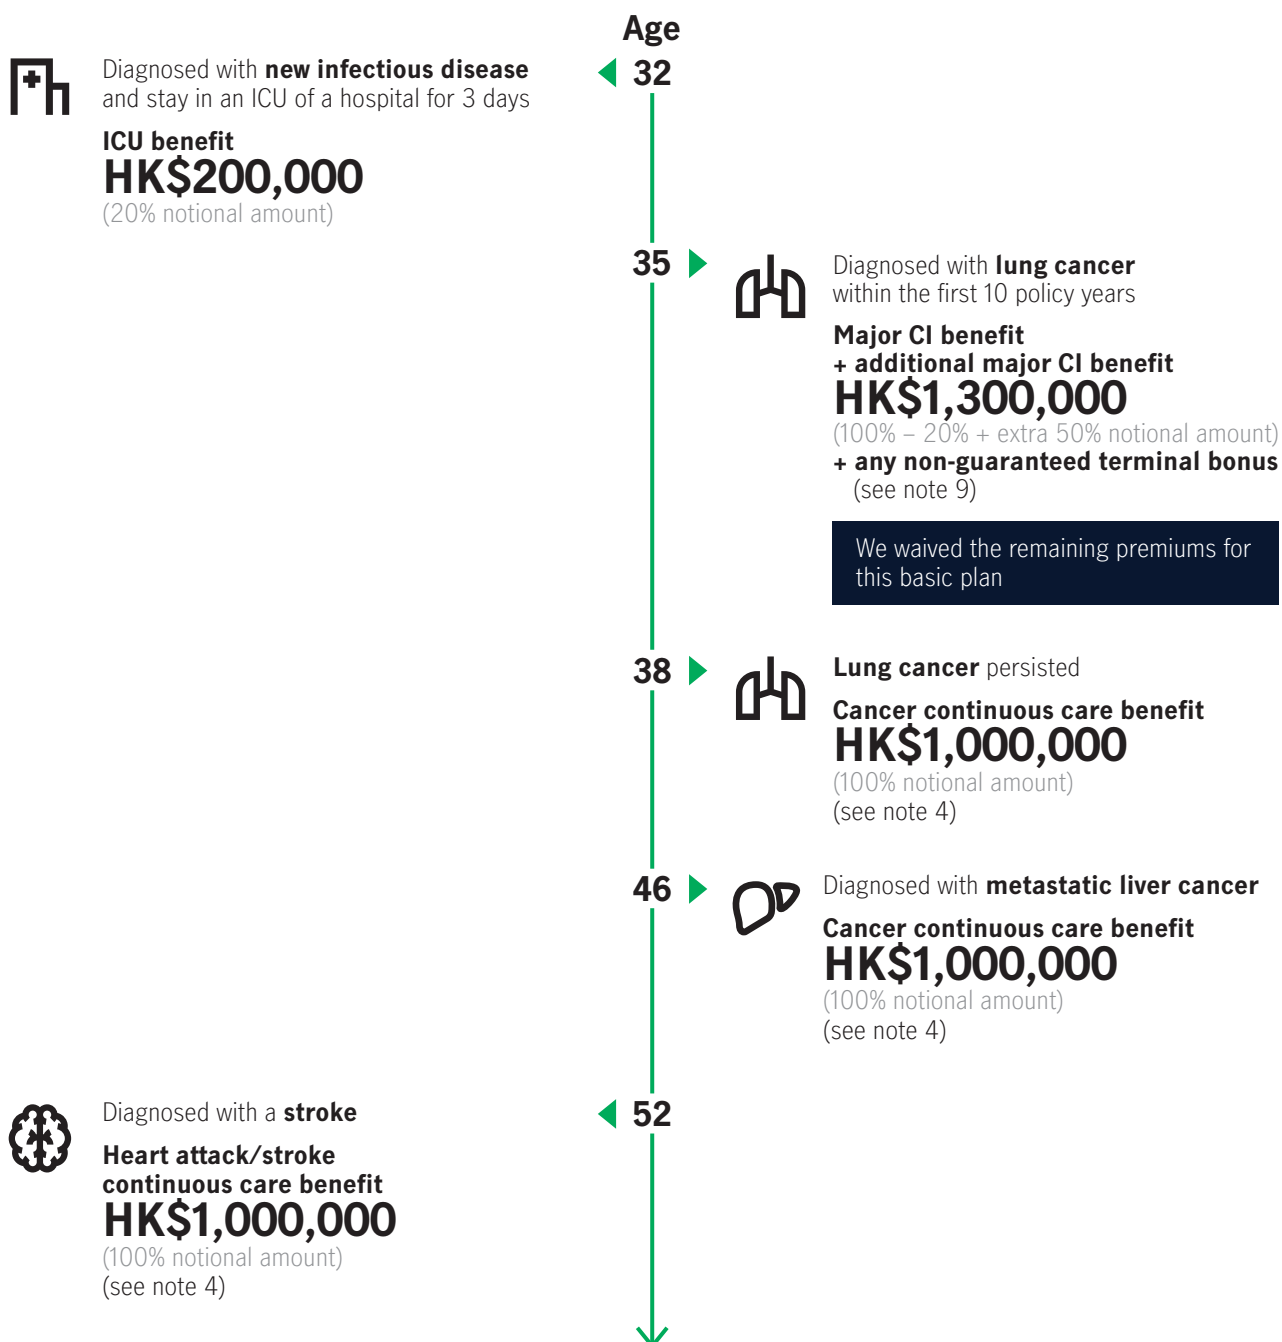 Age
32
Diagnosed with new infectious disease
and stay in an ICU of a hospital for 3 days
ICU benefit
HK$200,000
(20% notional amount)
35
Diagnosed with lung cancer
within the first 10 policy years
Major CI benefit
+ additional major CI benefit
HK$1,300,000
(100% – 20% + extra 50% notional amount)
+ any non-guaranteed terminal bonus
(see note 9)
We waived the remaining premiums for
this basic plan
38
Lung cancer persisted
Cancer continuous care benefit
HK$1,000,000
(100% notional amount)
(see note 4)
46
Diagnosed with metastatic liver cancer
Cancer continuous care benefit
HK$1,000,000
(100% notional amount)
(see note 4)
52
Diagnosed with a stroke
Heart attack/stroke
continuous care benefit
HK$1,000,000
(100% notional amount)
(see note 4)